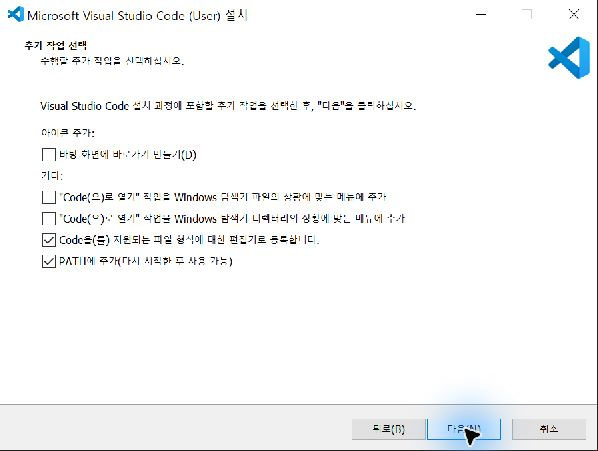 Microsoft Visual Studio Code (User) 설치
추가 작업 선택
수행할 추가 작업을 선택하십시오.
Visual Studio Code 설치 과정에 포함할 추가 작업을 선택한 후, "다음"을 클릭하십시오.
아이콘 추가:
바탕 화면에 바로가기 만들기(D)
기타:
"Code(으)로 열기" 작업을 Windows 탐색기 파일의 상황에 맞는 메뉴에 추가
"Code(으)로 열기" 작업을 Windows 탐색기 디렉터리의 상황에 맞는 메뉴에 추가
Code을(를) 지원되는 파일 형식에 대한 편집기로 등록합니다.
PATH에 추가(다시 시작한 후 사용 가능)
뒤로(B) 다음(N) 취소